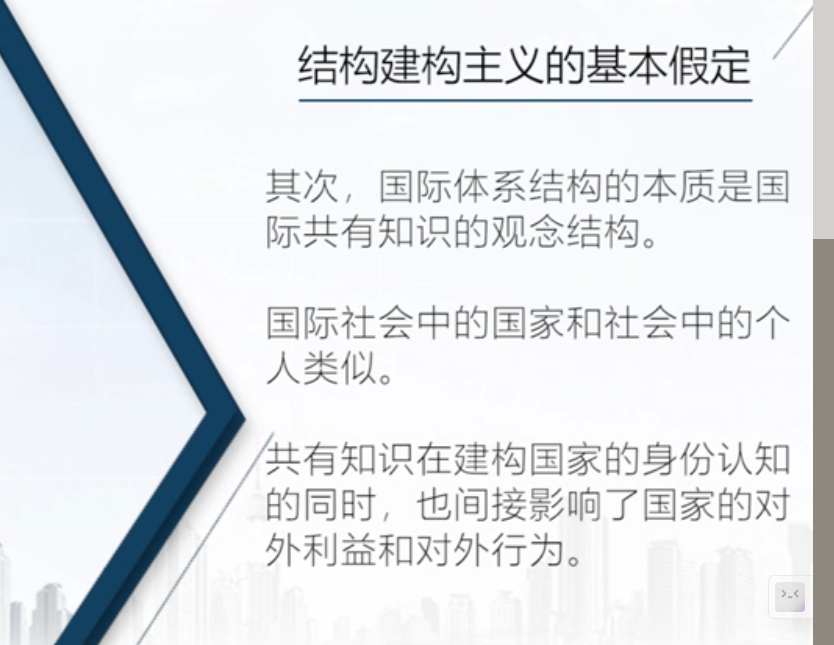 结构建构主义的基本假定
其次，国际体系结构的本质是国
际共有知识的观念结构。
国际社会中的国家和社会中的个
人类似。
共有知识在建构国家的身份认知
的同时，也间接影响了国家的对
外利益和对外行为。